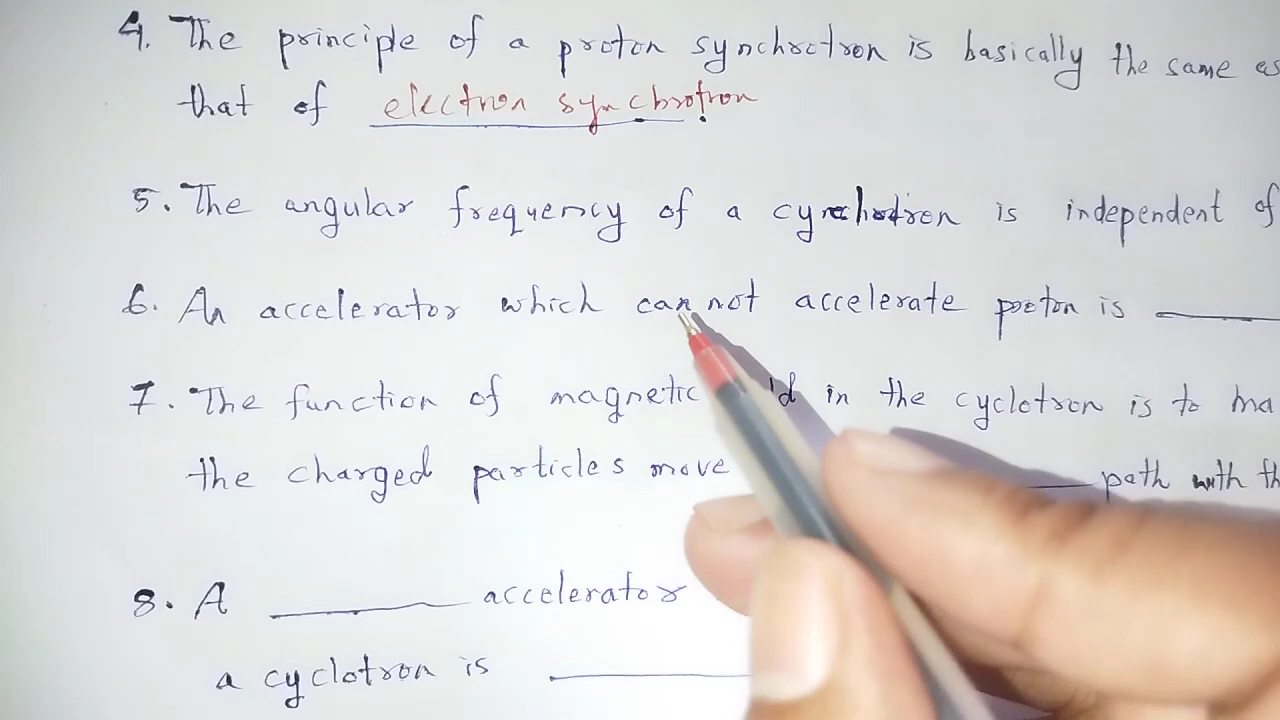 4. The principle of a proton synchrotron is basically the same as
that of electron synchrotron.
5. The angular frequency of a is independent of
6. An accelerator which can not accelerate proton is
7. The function of magnetic in the cyclotron is to ma
the charged particles move path with th
8. A accelerator
a cyclotron is